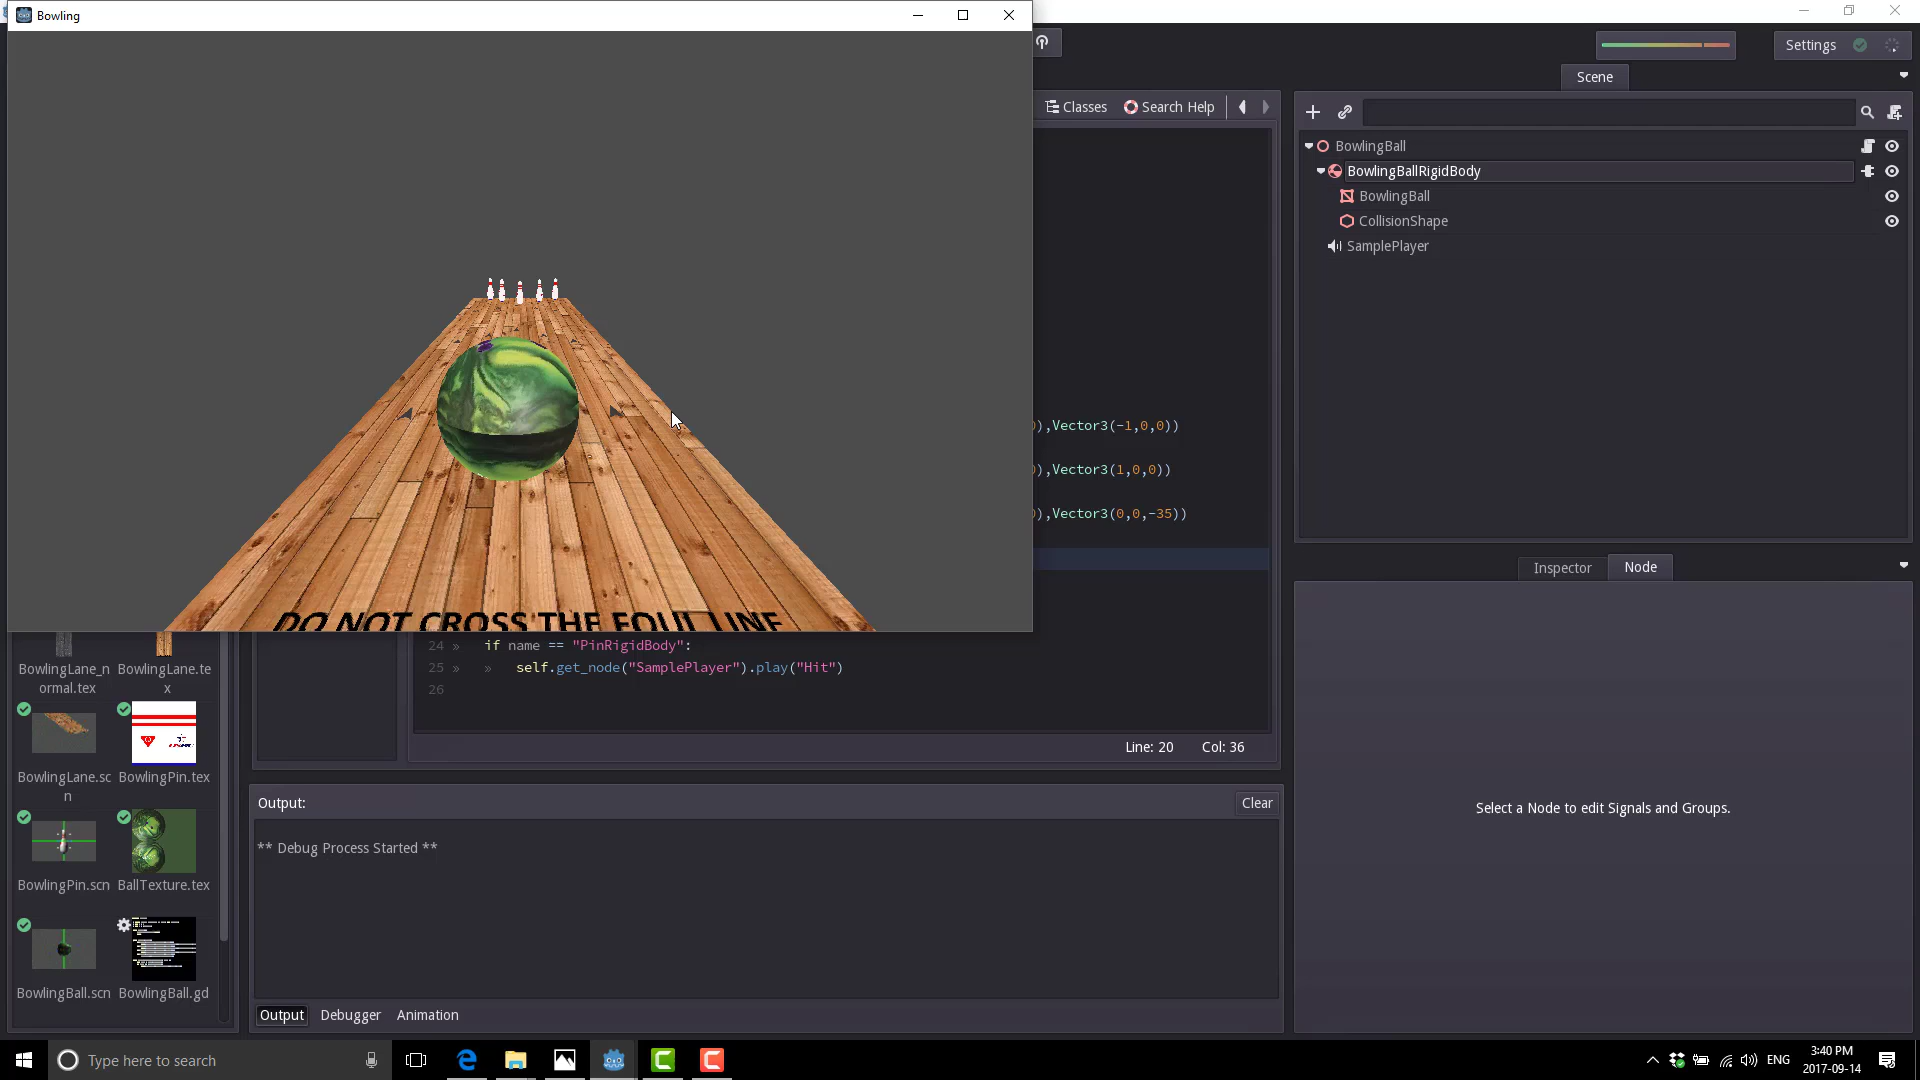 Bowling
Settings
Scene
Classes
Search Help
BowlingBall
BowlingBallRigidBody
BowlingBall
CollisionShape
SamplePlayer
),Vector3(-1,0,0))
),Vector3(1,0,0))
),Vector3(0,0,-35))
DO NOT CROSS THE FOUL LINE
24 » if name == "PinRigidBody":
25 » » self.get_node("SamplePlayer").play("Hit")
26
Line: 20 Col: 36
Inspector
Node
Select a Node to edit Signals and Groups.
BowlingLane_n
ormal.tex
BowlingLane.te
x
BowlingLane.sc
n
BowlingPin.tex
BowlingPin.scn
BallTexture.tex
BowlingBall.scn
BowlingBall.gd
Output:
Clear
** Debug Process Started **
Output
Debugger
Animation
Type here to search
ENG
3:40 PM
2017-09-14